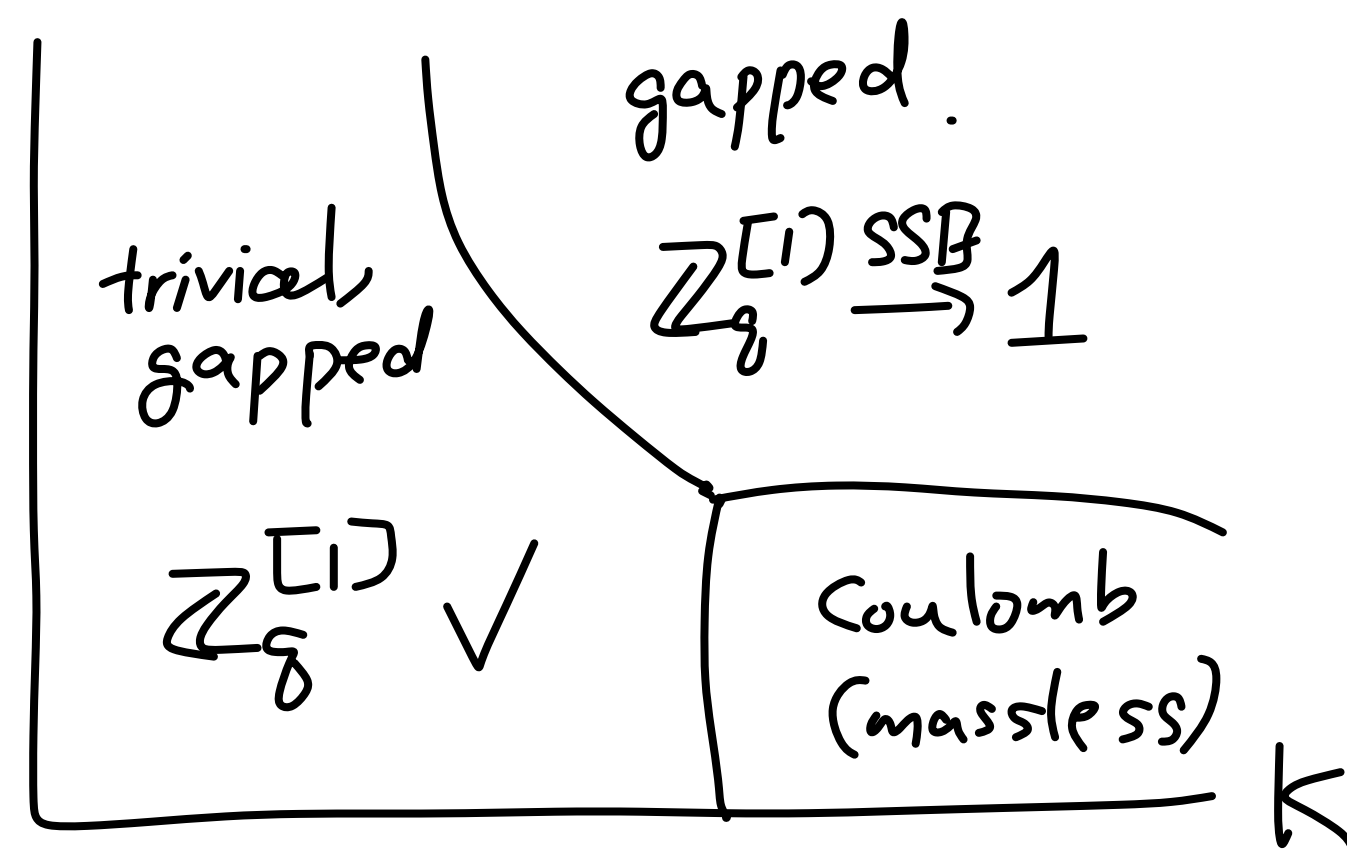 gapped.
Z_q^{[1]} SSB → 1
trivial,
gapped
Z_q^{[1]} ✓
Coulomb
(massless)
K